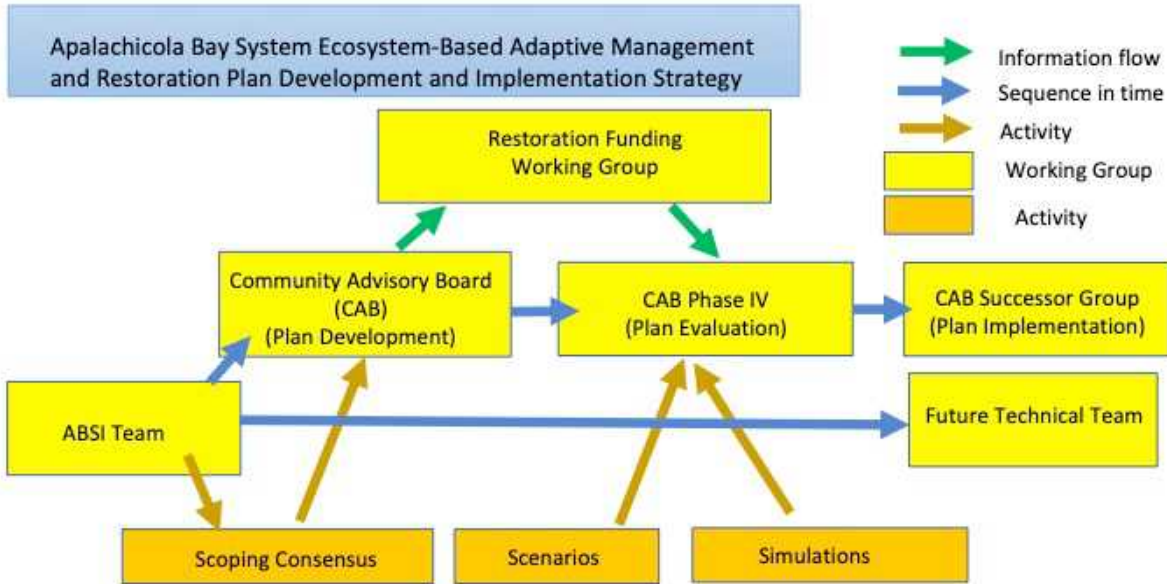 Apalachicola Bay System Ecosystem-Based Adaptive Management
and Restoration Plan Development and Implementation Strategy
Information flow
Sequence in time
Activity
Working Group
Activity
Restoration Funding
Working Group
Community Advisory Board
(CAB)
(Plan Development)
CAB Phase IV
(Plan Evaluation)
CAB Successor Group
(Plan Implementation)
ABSI Team
Future Technical Team
Scoping Consensus
Scenarios
Simulations